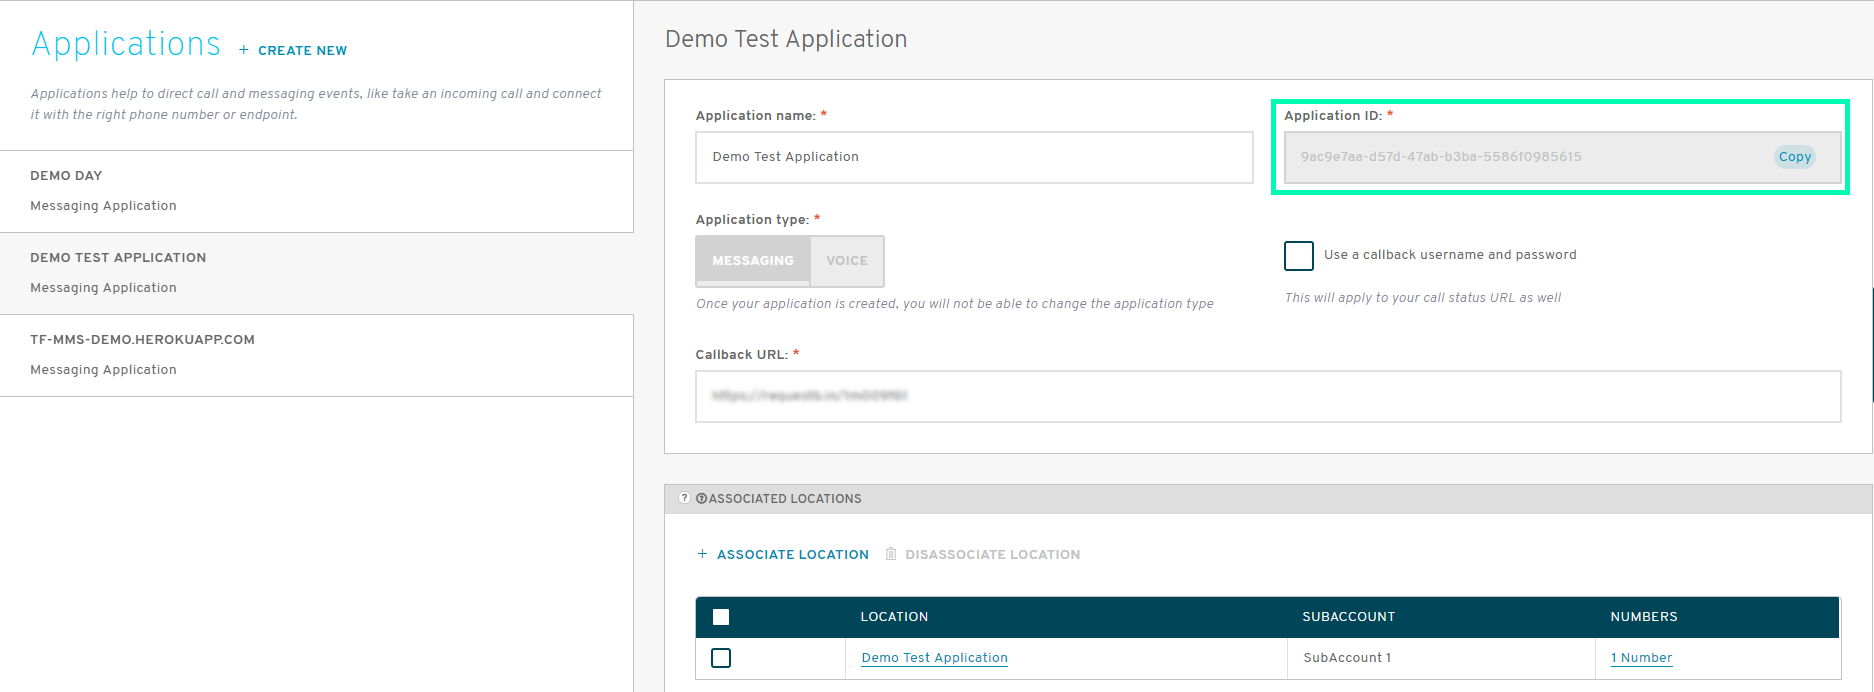 Applications + CREATE NEW
Applications help to direct call and messaging events, like take an incoming call and connect
it with the right phone number or endpoint.
DEMO DAY
Messaging Application
DEMO TEST APPLICATION
Messaging Application
TF-MMS-DEMO.HEROKUAPP.COM
Messaging Application
Demo Test Application
Application name: *
Demo Test Application
Application ID: *
9ac9e7aa-d57d-47ab-b3ba-5586f0985615 Copy
Application type: *
MESSAGING VOICE
Once your application is created, you will not be able to change the application type
Use a callback username and password
This will apply to your call status URL as well
Callback URL: *
? ? ASSOCIATED LOCATIONS
+ ASSOCIATE LOCATION DISASSOCIATE LOCATION
LOCATION SUBACCOUNT NUMBERS
Demo Test Application SubAccount 1 1 Number